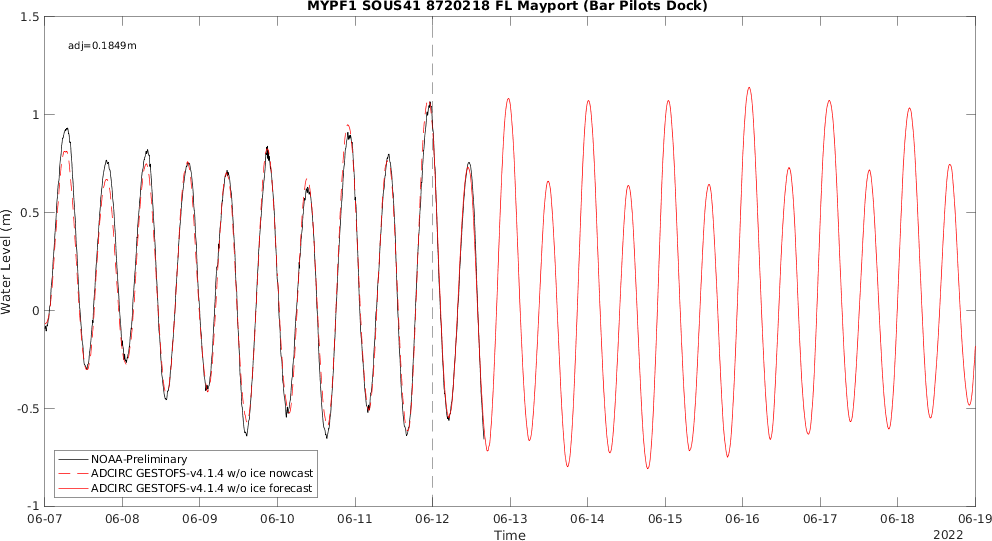 MYPF1 SOUS41 8720218 FL Mayport (Bar Pilots Dock)
adj=0.1849m
1.5
1
0.5
0
-0.5
-1
Water Level (m)
NOAA-Preliminary
ADCIRC GESTOFS-v4.1.4 w/o ice nowcast
ADCIRC GESTOFS-v4.1.4 w/o ice forecast
06-07 06-08 06-09 06-10 06-11 06-12 06-13 06-14 06-15 06-16 06-17 06-18 06-19
Time
2022